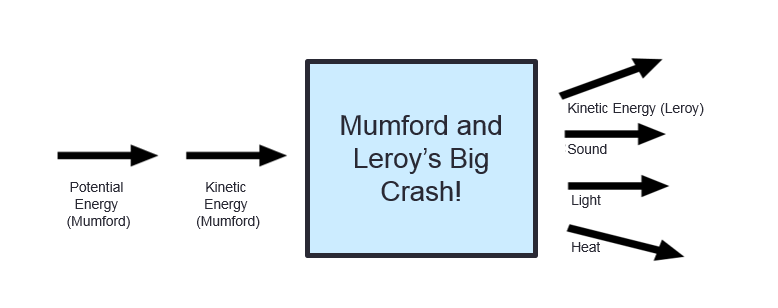 Potential
Energy
(Mumford)
Kinetic
Energy
(Mumford)
Mumford and
Leroy's Big
Crash!
Kinetic Energy (Leroy)
Sound
Light
Heat